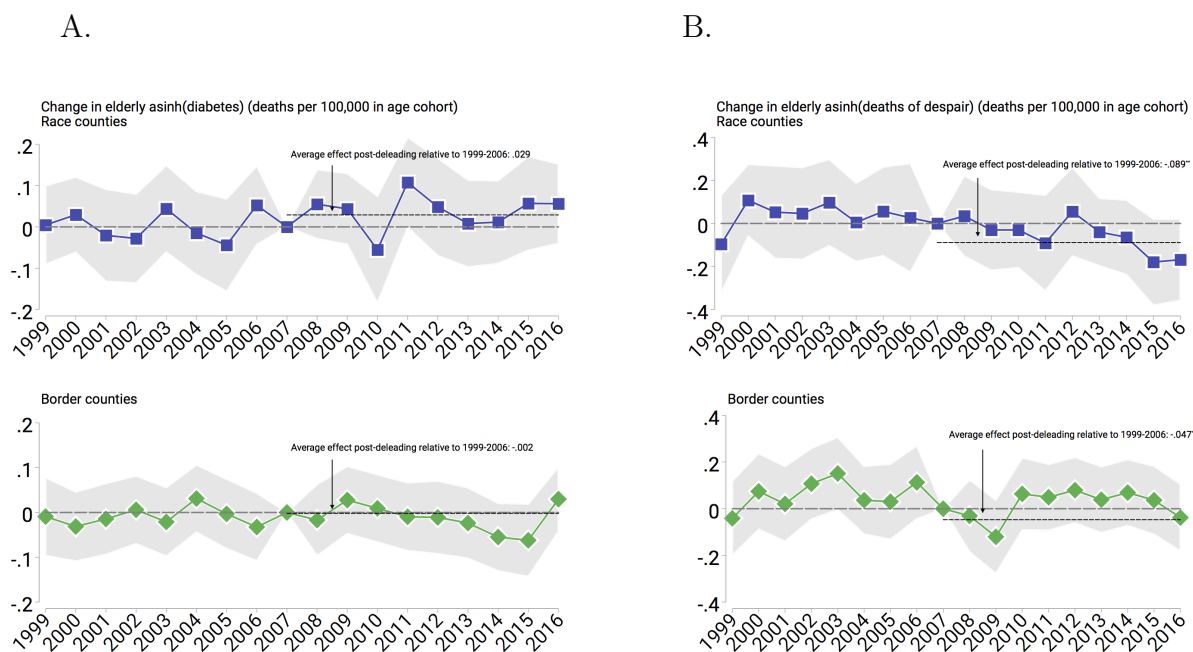 A.
Change in elderly asinh(diabetes) (deaths per 100,000 in age cohort)
Race counties
.2
.1
0
-.1
-.2
Average effect post-deleading relative to 1999-2006: .029
1999 2000 2001 2002 2003 2004 2005 2006 2007 2008 2009 2010 2011 2012 2013 2014 2015 2016
Border counties
.2
.1
0
-.1
-.2
Average effect post-deleading relative to 1999-2006: -.002
1999 2000 2001 2002 2003 2004 2005 2006 2007 2008 2009 2010 2011 2012 2013 2014 2015 2016
B.
Change in elderly asinh(deaths of despair) (deaths per 100,000 in age cohort)
Race counties
.4
.2
0
-.2
-.4
Average effect post-deleading relative to 1999-2006: -.089**
1999 2000 2001 2002 2003 2004 2005 2006 2007 2008 2009 2010 2011 2012 2013 2014 2015 2016
Border counties
.4
.2
0
-.2
-.4
Average effect post-deleading relative to 1999-2006: -.047*
1999 2000 2001 2002 2003 2004 2005 2006 2007 2008 2009 2010 2011 2012 2013 2014 2015 2016